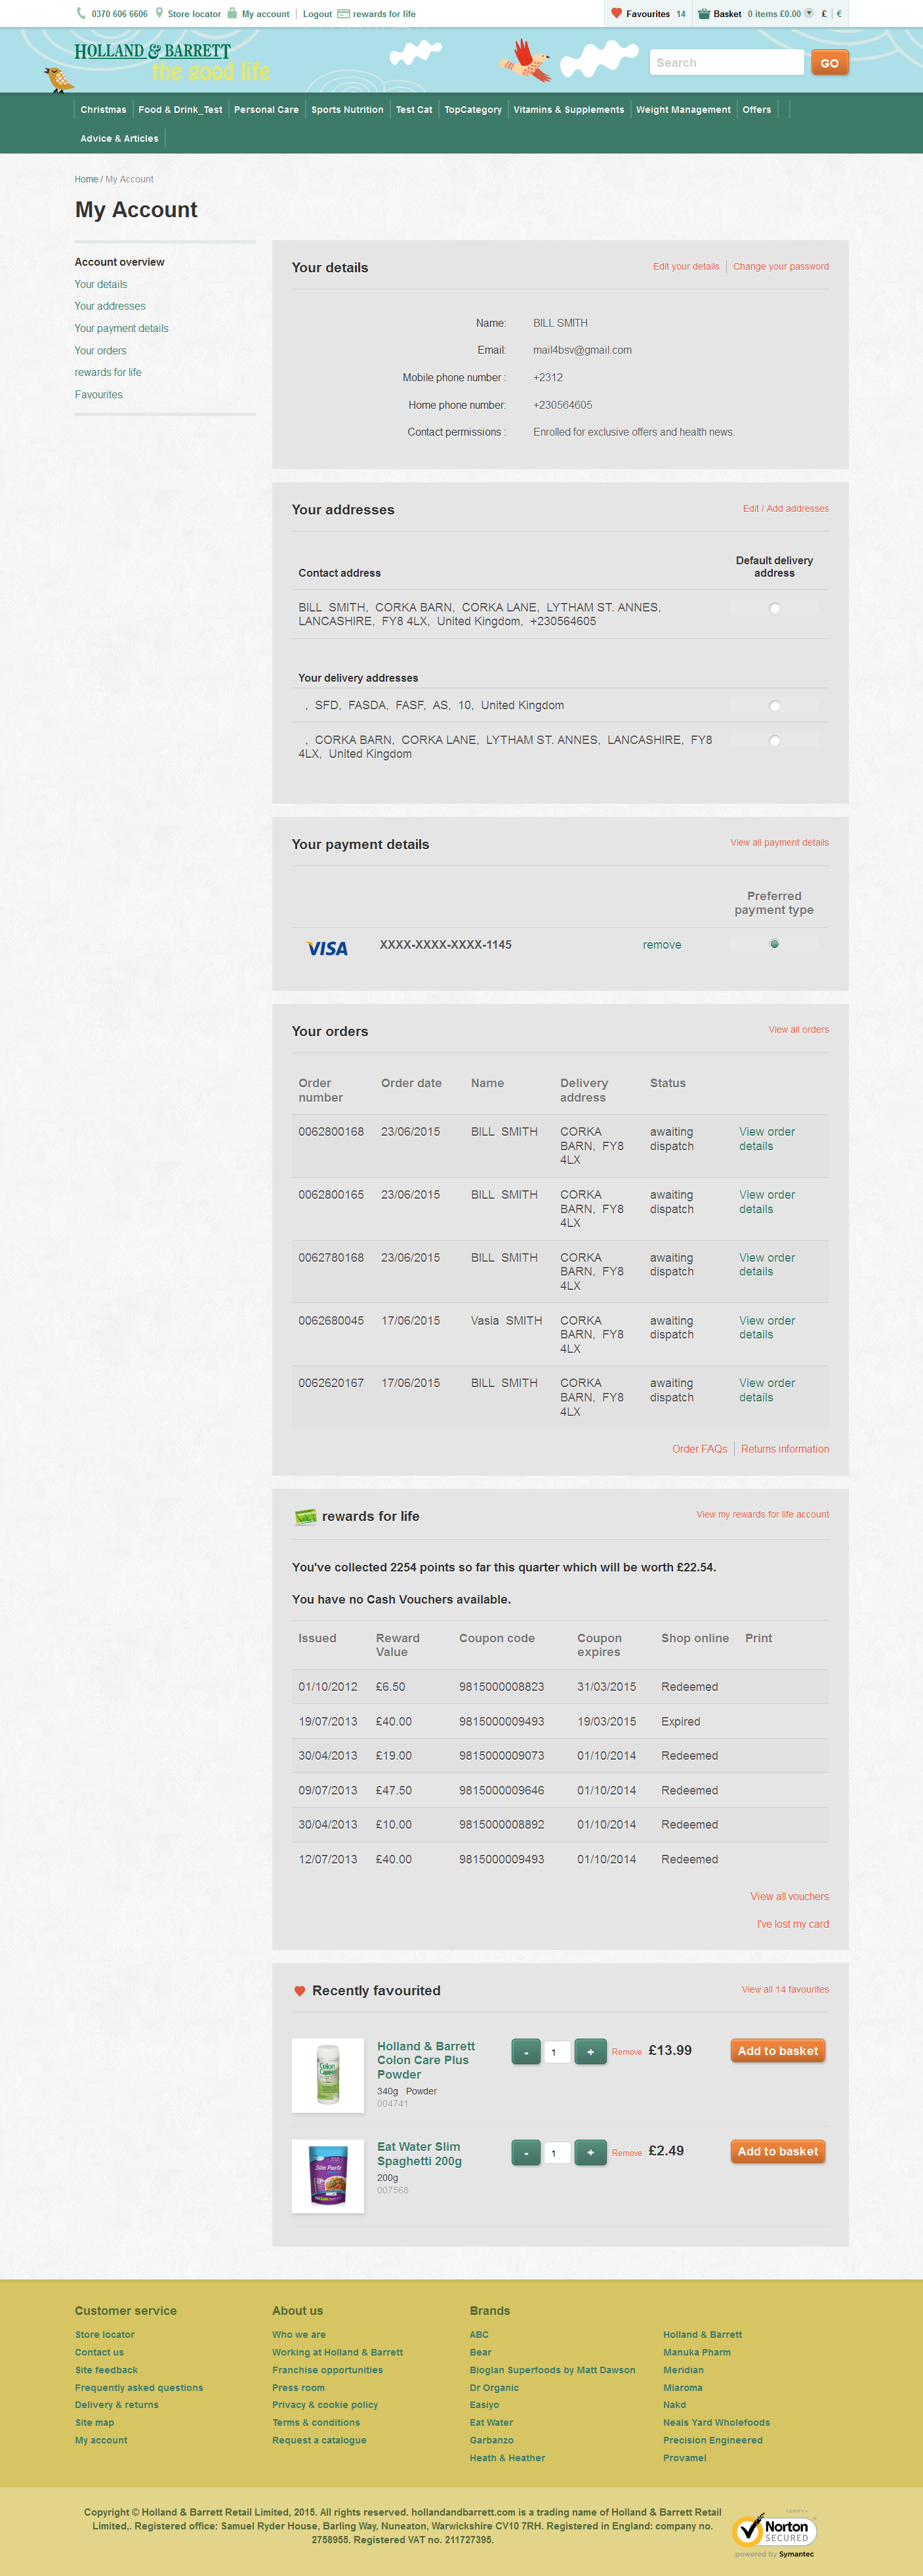 0370 606 6606 Store locator My account Logout rewards for life Favourites 14 Basket 0 items £0.00 £ €
HOLLAND & BARRETT
the good life
Search GO
Christmas Food & Drink_Test Personal Care Sports Nutrition Test Cat TopCategory Vitamins & Supplements Weight Management Offers
Advice & Articles
Home / My Account
My Account
Account overview
Your details
Your addresses
Your payment details
Your orders
rewards for life
Favourites
Your details Edit your details Change your password
Name: BILL SMITH
Email: mail4bsv@gmail.com
Mobile phone number : +2312
Home phone number: +230564605
Contact permissions : Enrolled for exclusive offers and health news.
Your addresses Edit / Add addresses
Contact address Default delivery
address
BILL SMITH, CORKA BARN, CORKA LANE, LYTHAM ST. ANNES,
LANCASHIRE, FY8 4LX, United Kingdom, +230564605
Your delivery addresses
, SFD, FASDA, FASF, AS, 10, United Kingdom
, CORKA BARN, CORKA LANE, LYTHAM ST. ANNES, LANCASHIRE, FY8
4LX, United Kingdom
Your payment details View all payment details
Preferred
payment type
VISA XXXX-XXXX-XXXX-1145 remove
Your orders View all orders
Order Order date Name Delivery Status
number address
0062800168 23/06/2015 BILL SMITH CORKA awaiting View order
BARN, FY8 dispatch details
4LX
0062800165 23/06/2015 BILL SMITH CORKA awaiting View order
BARN, FY8 dispatch details
4LX
0062780168 23/06/2015 BILL SMITH CORKA awaiting View order
BARN, FY8 dispatch details
4LX
0062680045 17/06/2015 Vasia SMITH CORKA awaiting View order
BARN, FY8 dispatch details
4LX
0062620167 17/06/2015 BILL SMITH CORKA awaiting View order
BARN, FY8 dispatch details
4LX
Order FAQs Returns information
rewards for life View my rewards for life account
You've collected 2254 points so far this quarter which will be worth £22.54.
You have no Cash Vouchers available.
Issued Reward Coupon code Coupon Shop online Print
Value expires
01/10/2012 £6.50 9815000008823 31/03/2015 Redeemed
19/07/2013 £40.00 9815000009493 19/03/2015 Expired
30/04/2013 £19.00 9815000009073 01/10/2014 Redeemed
09/07/2013 £47.50 9815000009646 01/10/2014 Redeemed
30/04/2013 £10.00 9815000008892 01/10/2014 Redeemed
12/07/2013 £40.00 9815000009493 01/10/2014 Redeemed
View all vouchers
I've lost my card
Recently favourited View all 14 favourites
Holland & Barrett - 1 + Remove £13.99 Add to basket
Colon Care Plus
Powder
340g Powder
004741
Eat Water Slim - 1 + Remove £2.49 Add to basket
Spaghetti 200g
200g
007568
Customer service About us Brands
Store locator Who we are ABC Holland & Barrett
Contact us Working at Holland & Barrett Bear Manuka Pharm
Site feedback Franchise opportunities Bioglan Superfoods by Matt Dawson Meridian
Frequently asked questions Press room Dr Organic Miaroma
Delivery & returns Privacy & cookie policy Easiyo Nakd
Site map Terms & conditions Eat Water Neals Yard Wholefoods
My account Request a catalogue Garbanzo Precision Engineered
Heath & Heather Provamel
Copyright © Holland & Barrett Retail Limited, 2015. All rights reserved. hollandandbarrett.com is a trading name of Holland & Barrett Retail
Limited,. Registered office: Samuel Ryder House, Barling Way, Nuneaton, Warwickshire CV10 7RH. Registered in England: company no.
2758955. Registered VAT no. 211727395.
Norton
SECURED
powered by Symantec